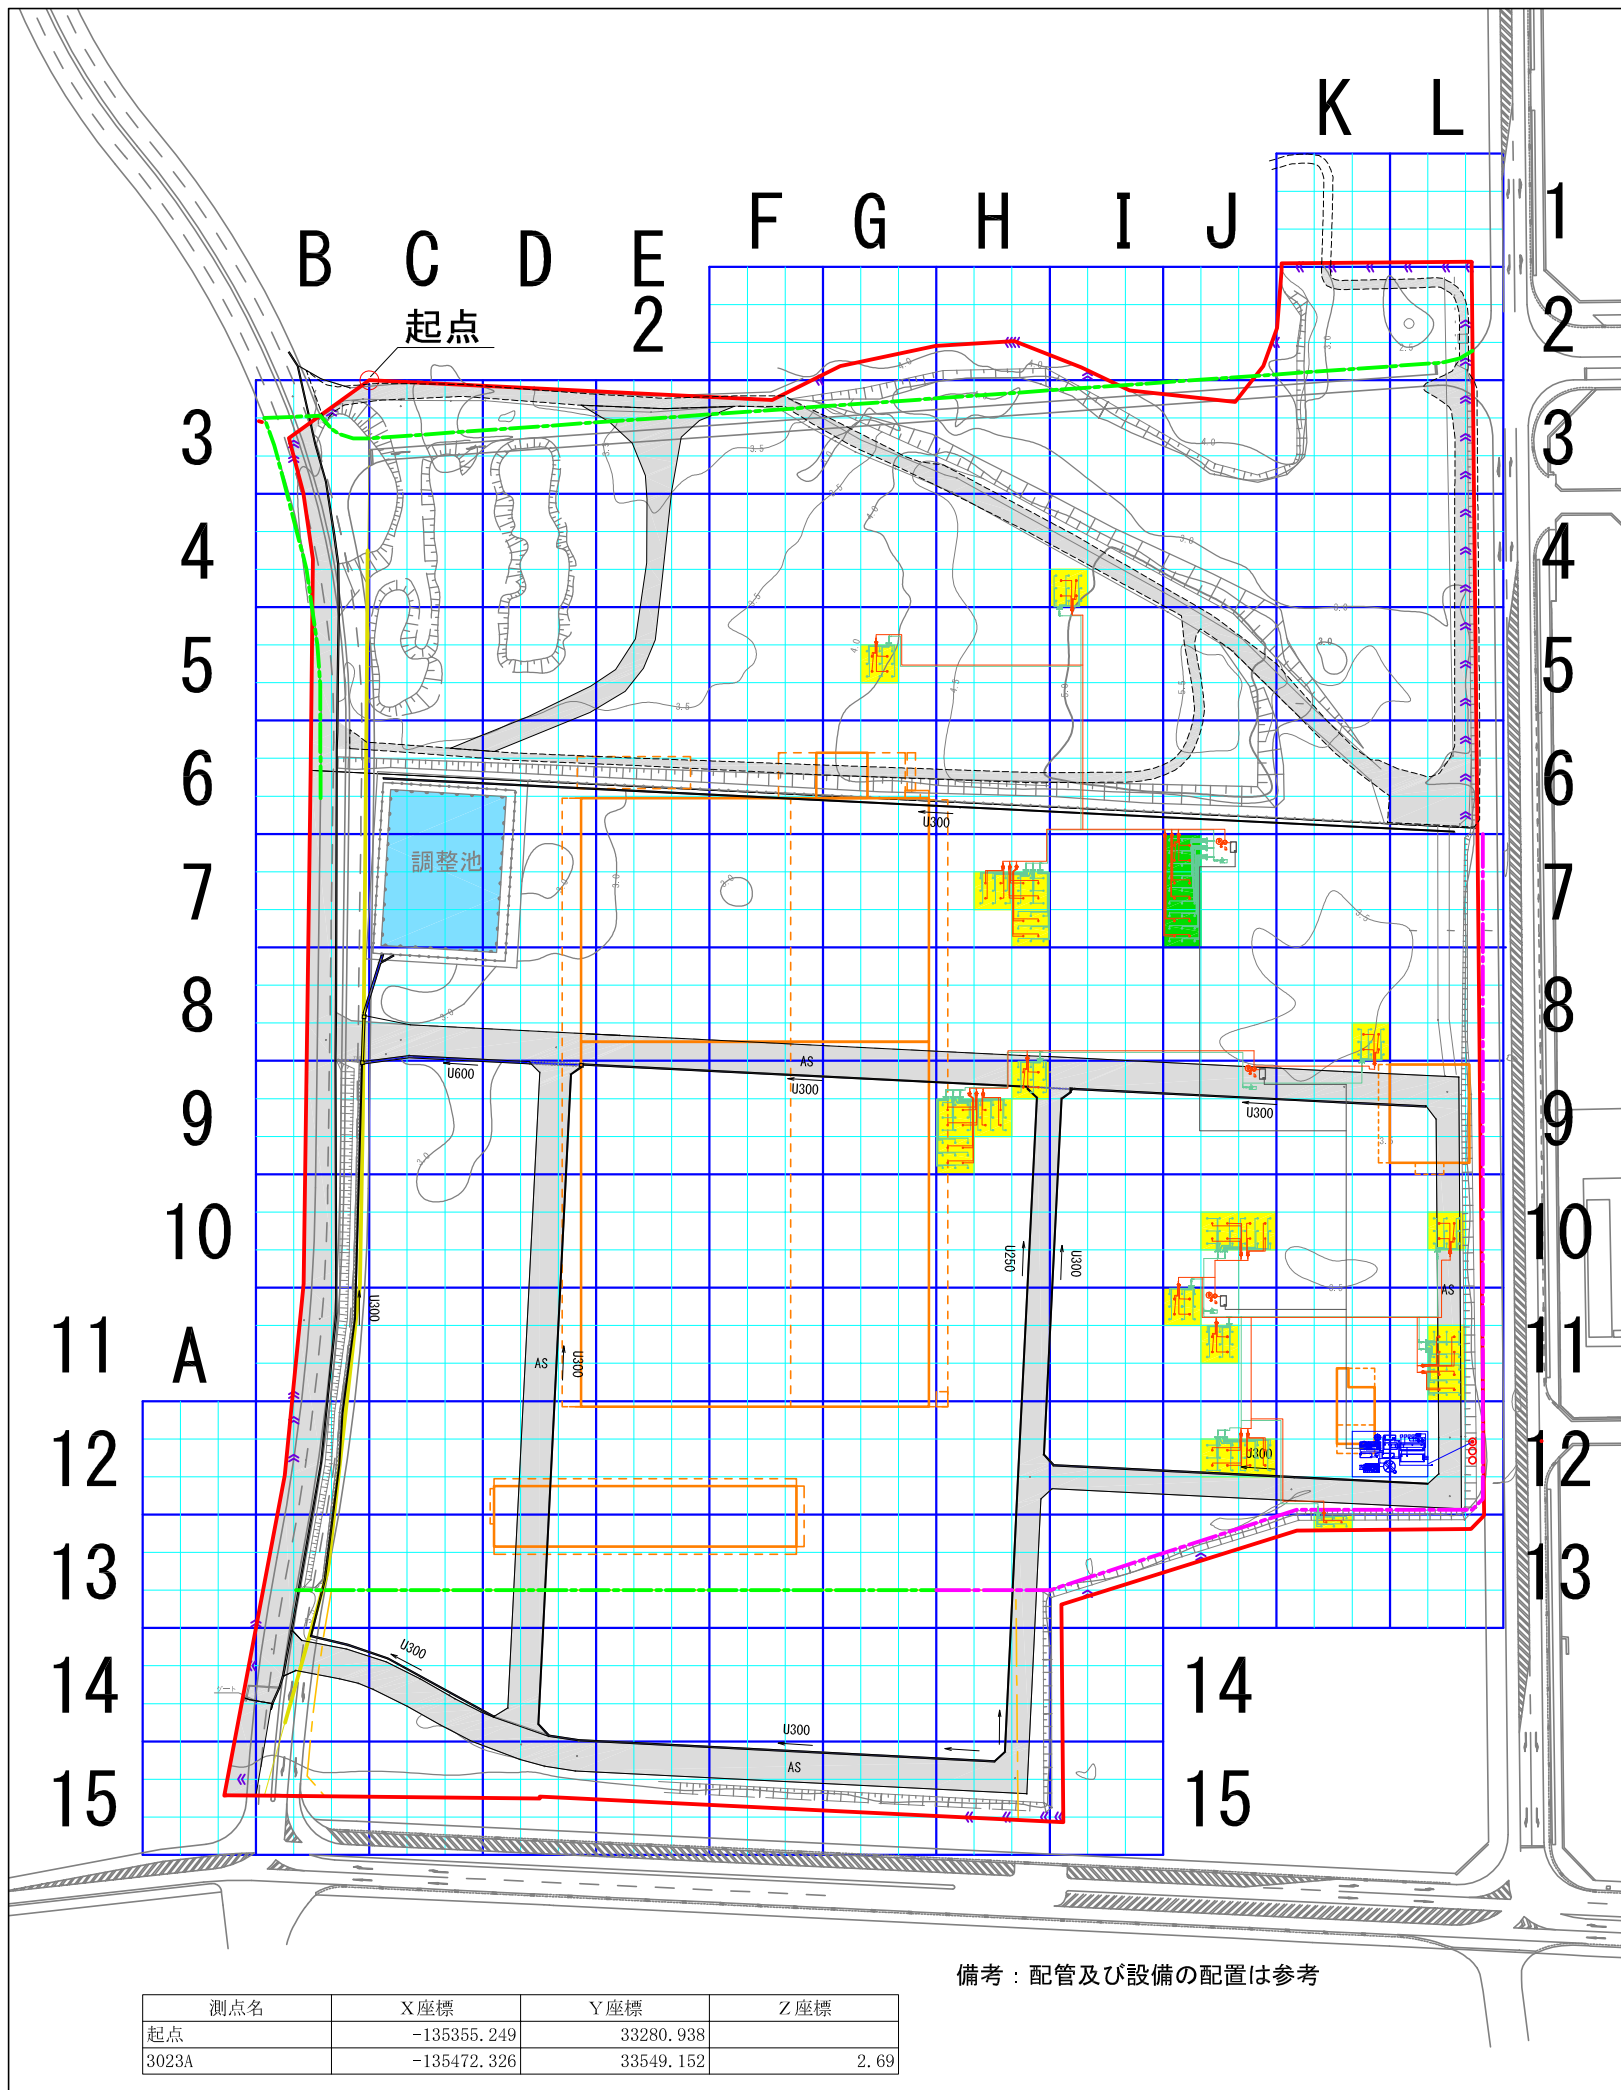 K L
F G H I J 1
B C D E
起点 2 2
3 3
4 4
5 5
6 6
U300
調整池
7 7
8 8
AS
U600 U300 U300
9 9
10 10
U250 U300
U300 AS
11 A AS U300 11
12 U300 12
13 13
U300
14 14
U300
AS
15 15
備考：配管及び設備の配置は参考
測点名 X座標 Y座標 Z座標
起点 -135355.249 33280.938
3023A -135472.326 33549.152 2.69